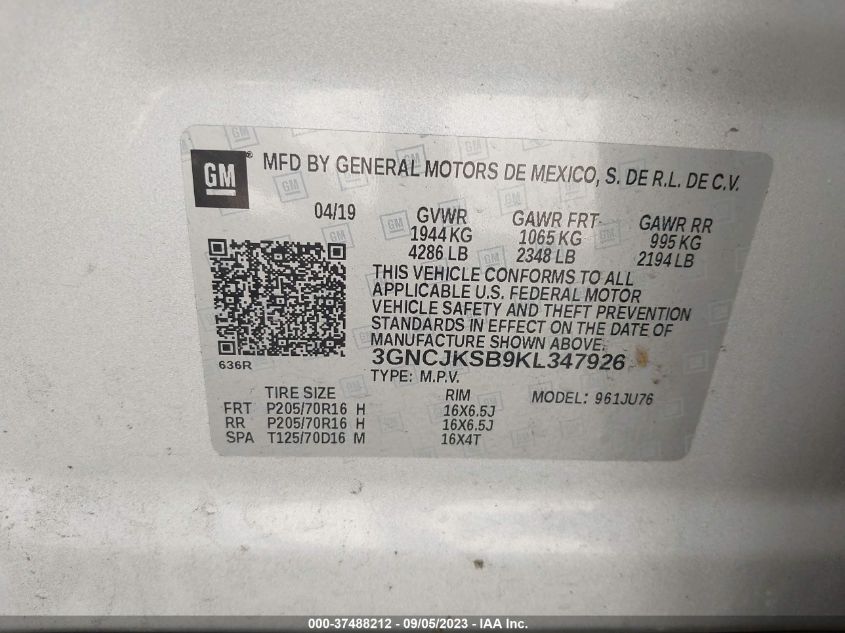 GM ® MFD BY GENERAL MOTORS DE MEXICO, S. DE R.L. DE C.V.
04/19 GVWR GAWR FRT GAWR RR
1944 KG 1065 KG 995 KG
4286 LB 2348 LB 2194 LB
THIS VEHICLE CONFORMS TO ALL
APPLICABLE U.S. FEDERAL MOTOR
VEHICLE SAFETY AND THEFT PREVENTION
STANDARDS IN EFFECT ON THE DATE OF
MANUFACTURE SHOWN ABOVE.
636R 3GNCJKSB9KL347926
TYPE: M.P.V.
TIRE SIZE RIM MODEL: 961JU76
FRT P205/70R16 H 16X6.5J
RR P205/70R16 H 16X6.5J
SPA T125/70D16 M 16X4T
000-37488212 - 09/05/2023 - IAA Inc.